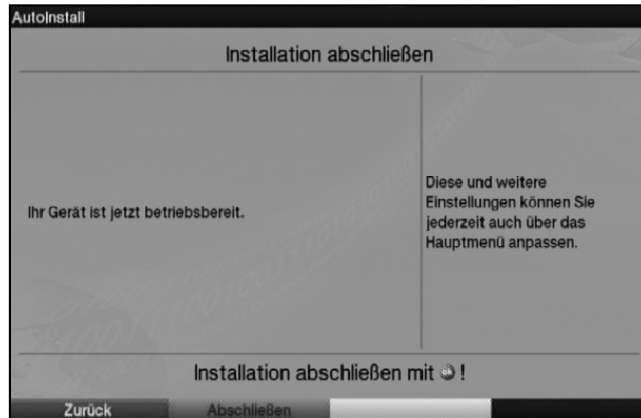 AutoInstall
Installation abschließen
Ihr Gerät ist jetzt betriebsbereit.
Diese und weitere
Einstellungen können Sie
jederzeit auch über das
Hauptmenü anpassen.
Installation abschließen mit !
Zurück
Abschließen